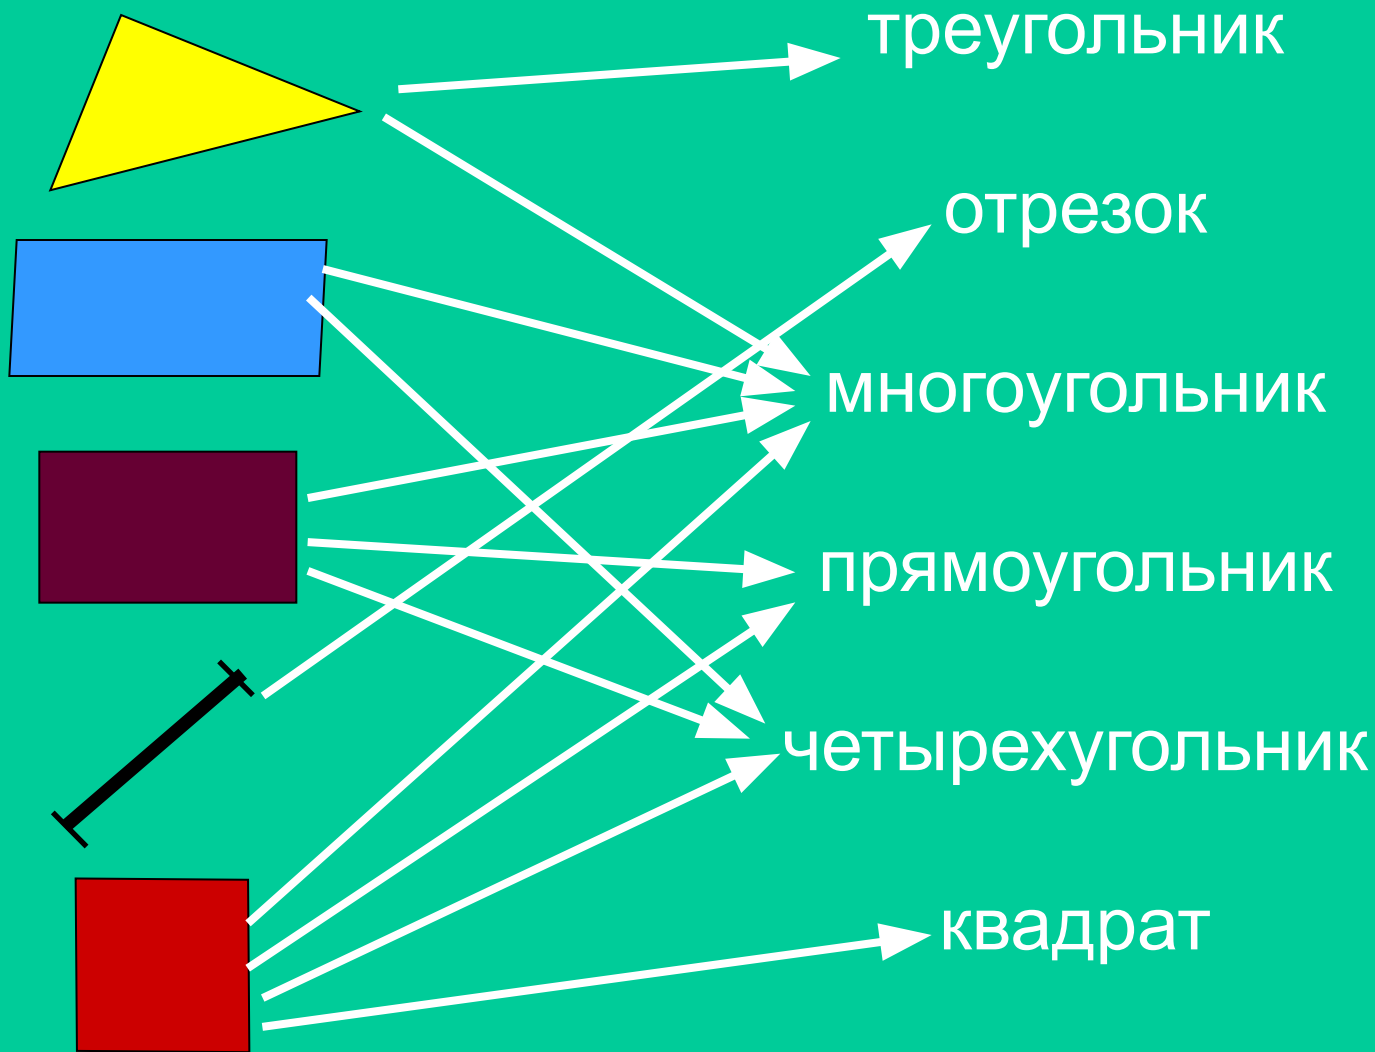 треугольник
отрезок
многоугольник
прямоугольник
четырехугольник
квадрат